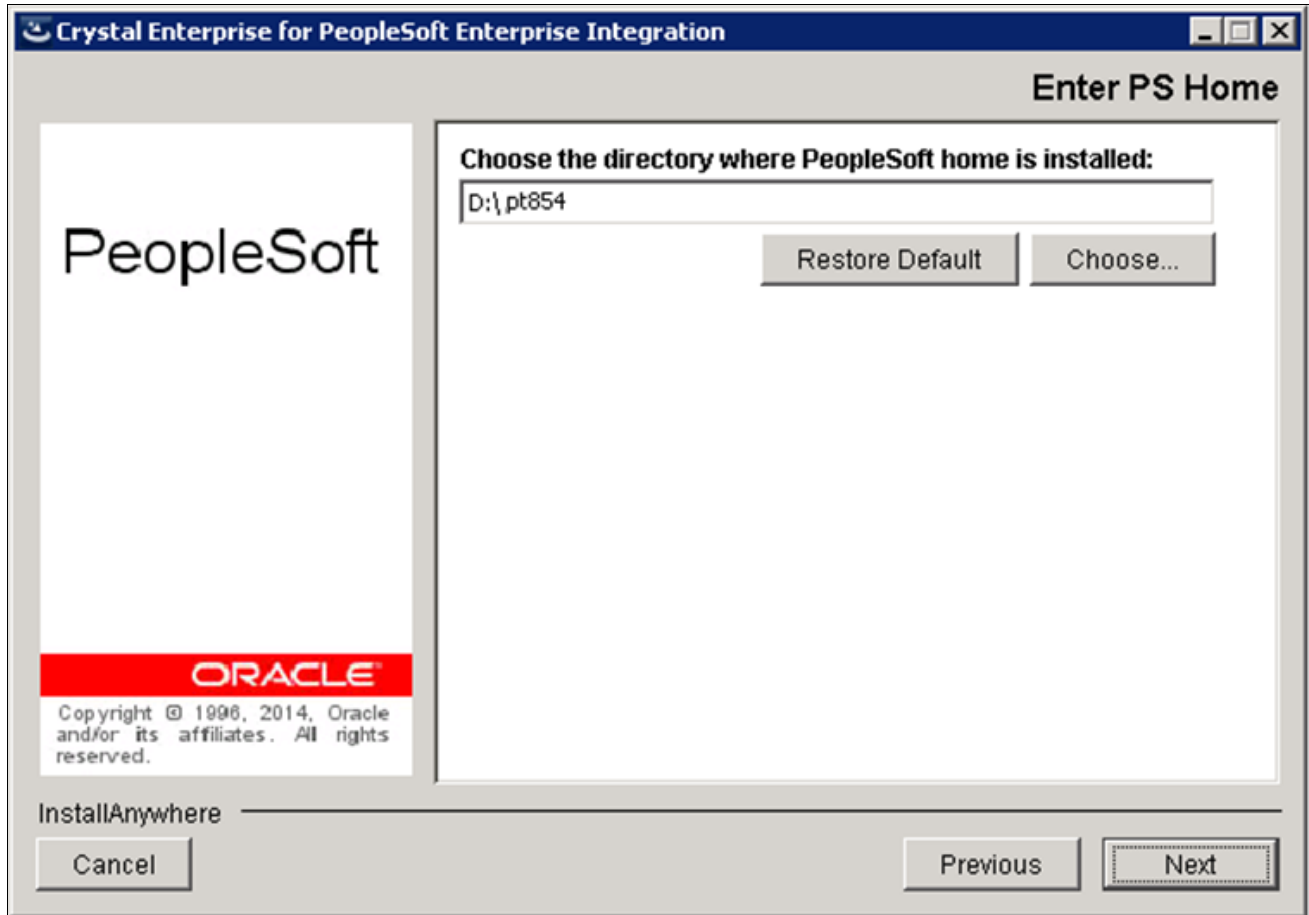 Crystal Enterprise for PeopleSoft Enterprise Integration
Enter PS Home
Choose the directory where PeopleSoft home is installed:
D:\pt854
Restore Default
Choose...
PeopleSoft
ORACLE
Copyright © 1996, 2014, Oracle
and/or its affiliates. All rights
reserved.
InstallAnywhere
Cancel
Previous
Next